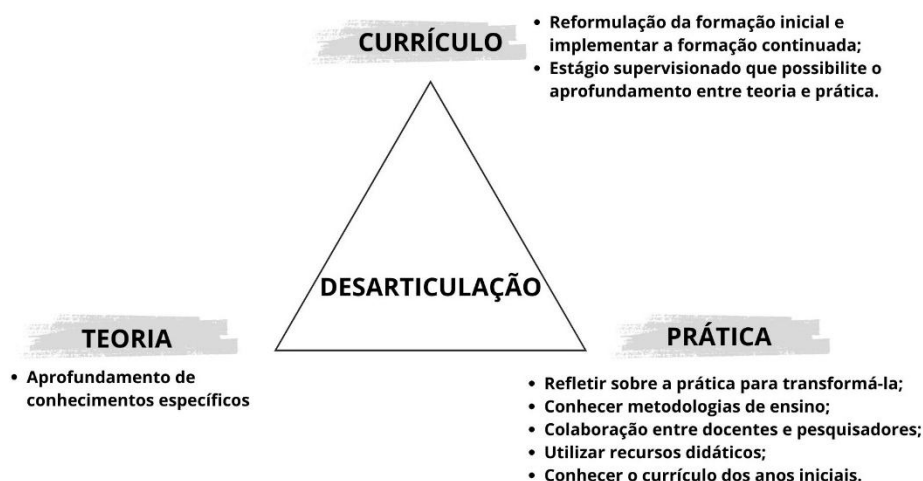 CURRÍCULO
• Reformulação da formação inicial e
implementar a formação continuada;
• Estágio supervisionado que possibilite o
aprofundamento entre teoria e prática.
DESARTICULAÇÃO
TEORIA
• Aprofundamento de
conhecimentos específicos
PRÁTICA
• Refletir sobre a prática para transformá-la;
• Conhecer metodologias de ensino;
• Colaboração entre docentes e pesquisadores;
• Utilizar recursos didáticos;
• Conhecer o currículo dos anos iniciais.